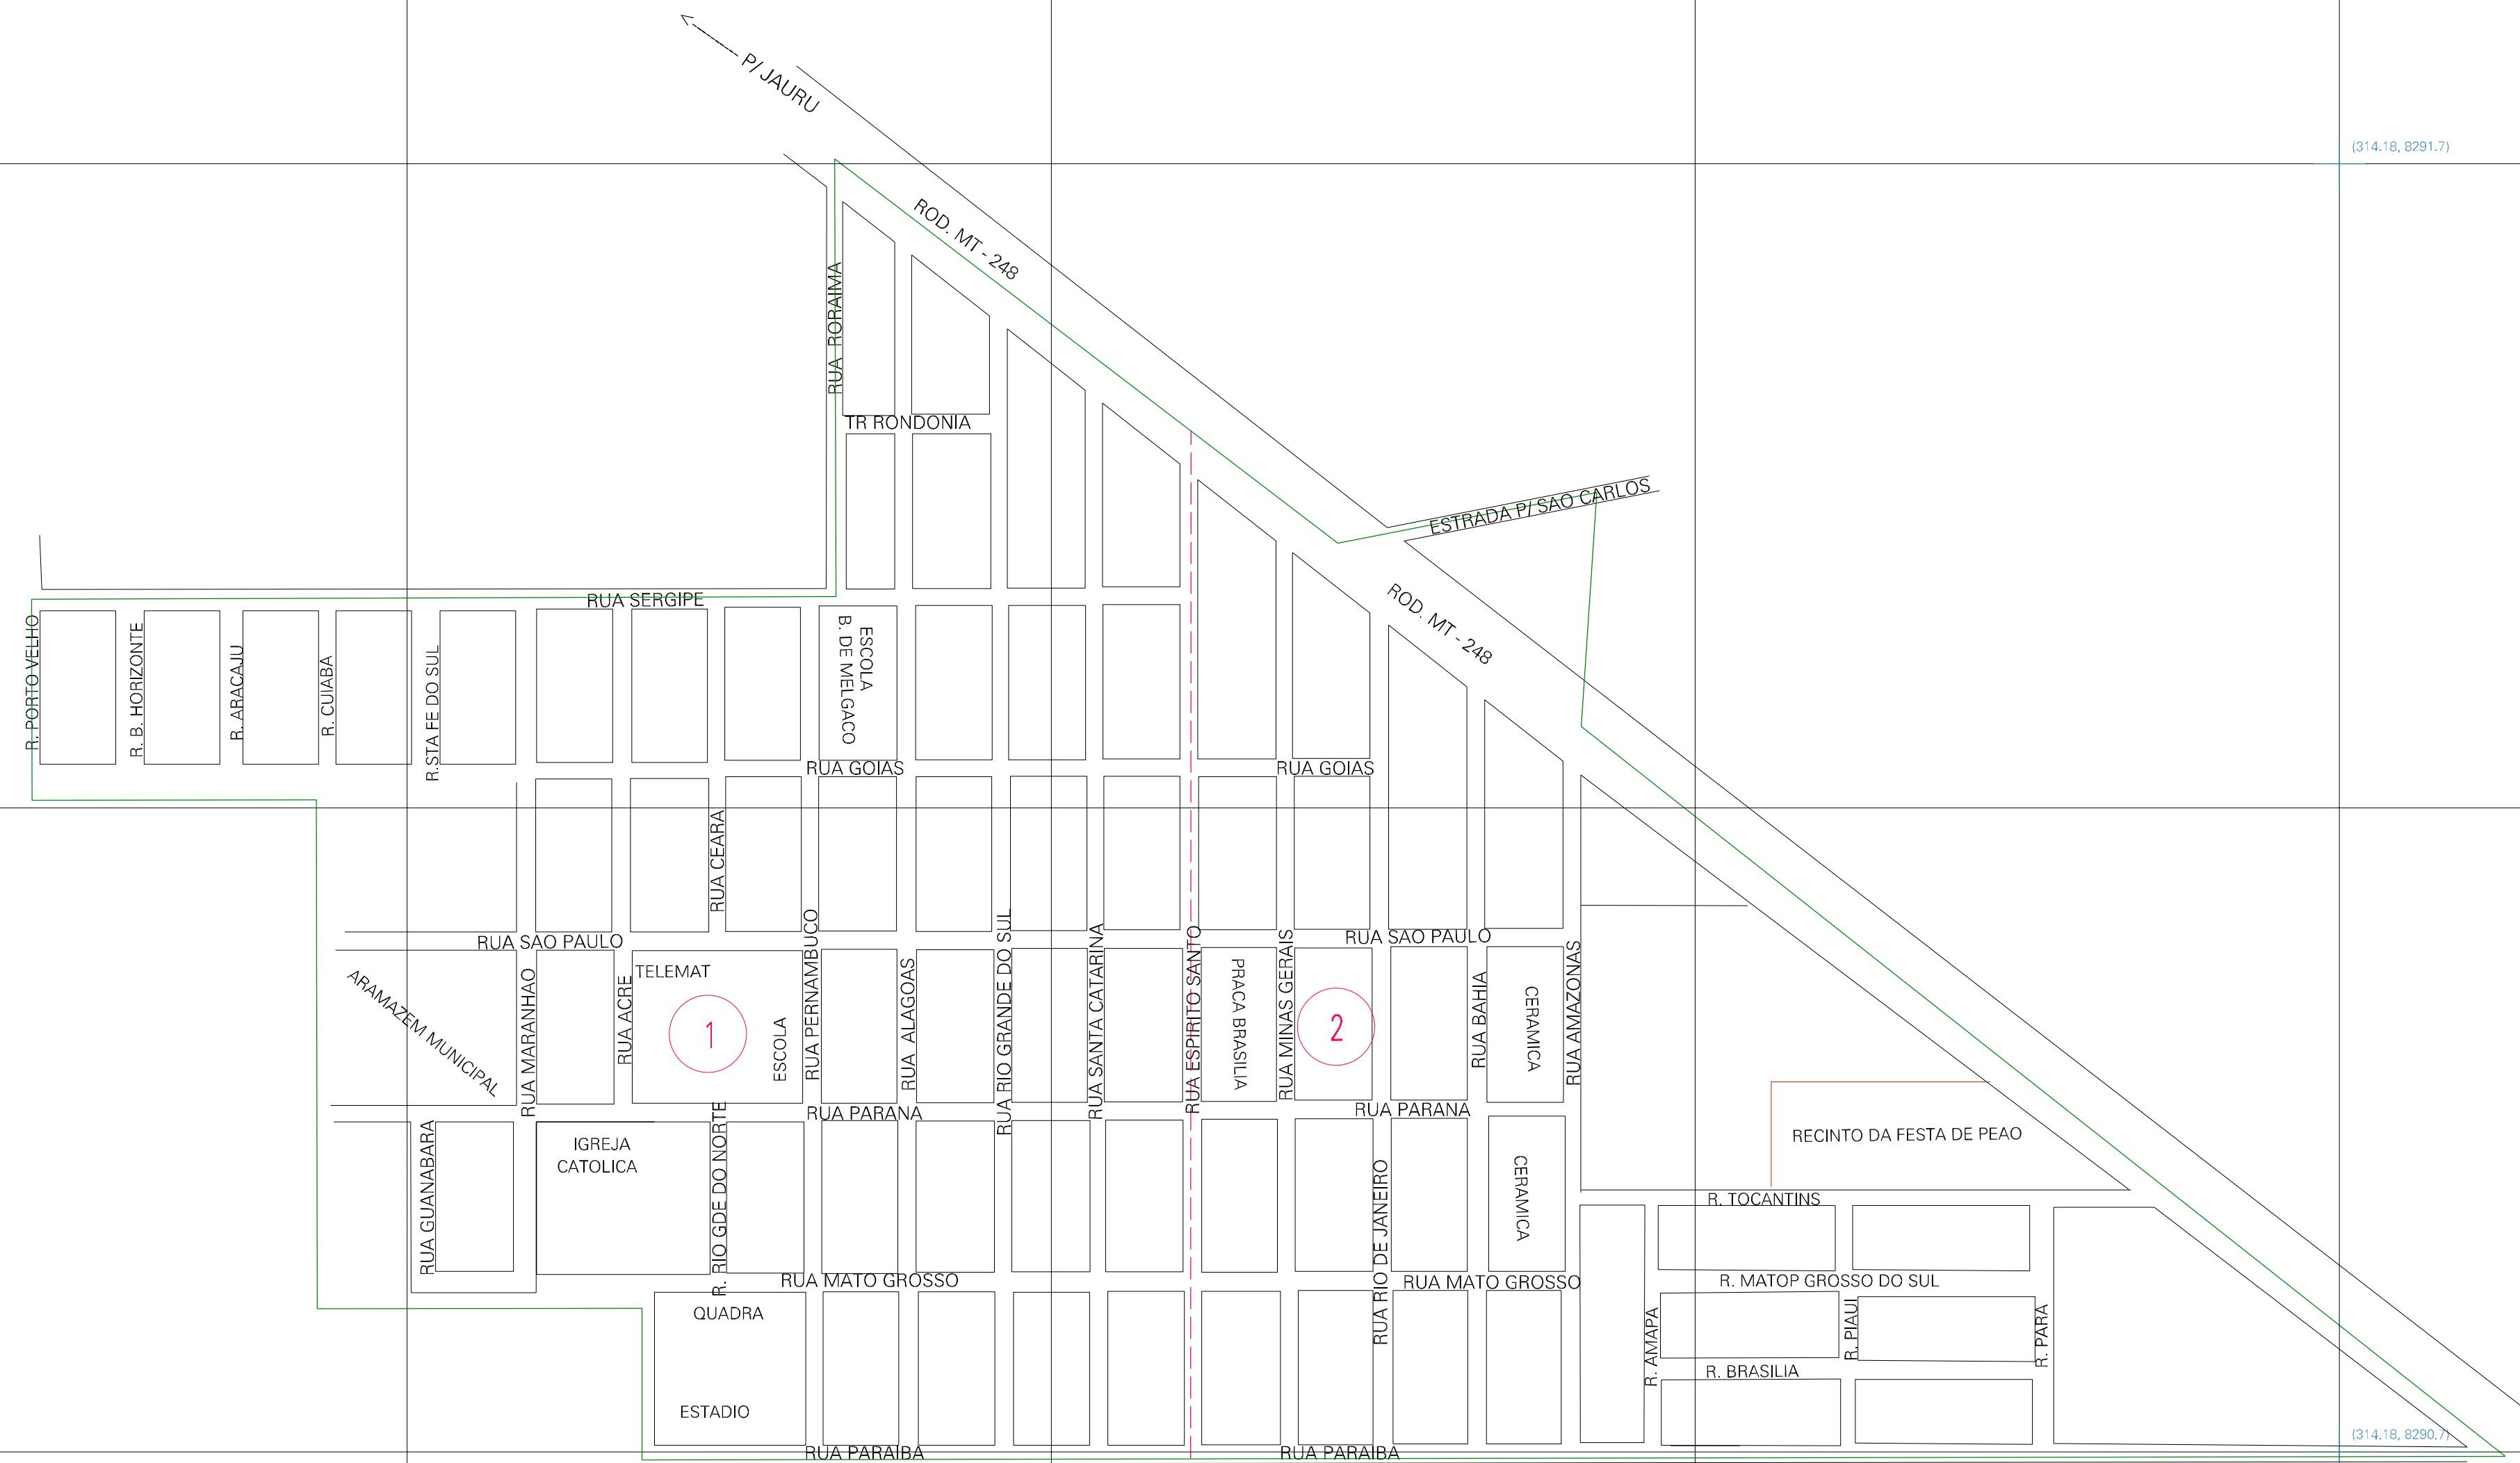 P/ JAURU
(314.18, 8291.7)
ROD. MT - 248
RUA RORAIMA
TR RONDONIA
ESTRADA P/ SAO CARLOS
ROD. MT - 248
RUA SERGIPE
R. PORTO VELHO
R. B. HORIZONTE
R. ARACAJU
R. CUIABA
R.STA FE DO SUL
ESCOLA
B. DE MELGACO
RUA GOIAS
RUA GOIAS
RUA CEARA
RUA SAO PAULO
RUA SAO PAULO
ARAMAZEM MUNICIPAL
RUA MARANHAO
RUA ACRE
TELEMAT
1
ESCOLA
RUA PERNAMBUCO
RUA ALAGOAS
RUA RIO GRANDE DO SUL
RUA SANTA CATARINA
RUA ESPIRITO SANTO
PRACA BRASILIA
RUA MINAS GERAIS
2
RUA BAHIA
CERAMICA
RUA AMAZONAS
RUA PARANA
RUA PARANA
RUA GUANABARA
IGREJA
CATOLICA
R. RIO GDE DO NORTE
RUA RIO DE JANEIRO
CERAMICA
RECINTO DA FESTA DE PEAO
R. TOCANTINS
RUA MATO GROSSO
RUA MATO GROSSO
R. MATOP GROSSO DO SUL
QUADRA
R. AMAPA
R. PIAUI
R. PARA
R. BRASILIA
ESTADIO
RUA PARAIBA
RUA PARAIBA
(314.18, 8290.7)